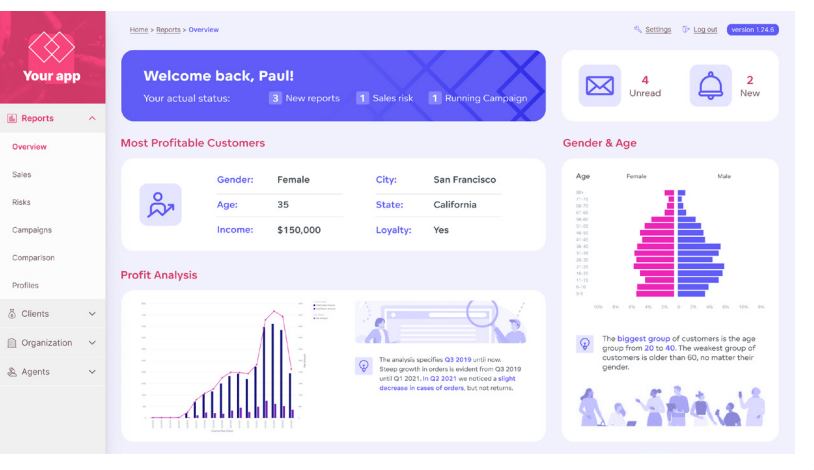 Home > Reports > Overview
Settings
Log out
version 1.24.6
Your app
Reports
Overview
Sales
Risks
Campaigns
Comparison
Profiles
Clients
Organization
Agents
Welcome back, Paul!
Your actual status: 3 New reports 1 Sales risk 1 Running Campaign
4
Unread
2
New
Most Profitable Customers
Gender: Female City: San Francisco
Age: 35 State: California
Income: $150,000 Loyalty: Yes
Profit Analysis
The analysis specifies Q3 2019 until now.
Steep growth in orders is evident from Q3 2019
until Q1 2021, in Q2 2021 we noticed a slight
decrease in cases of orders, but not returns.
Gender & Age
Age Female Male
The biggest group of customers is the age
group from 20 to 40. The weakest group of
customers is older than 60, no matter their
gender.